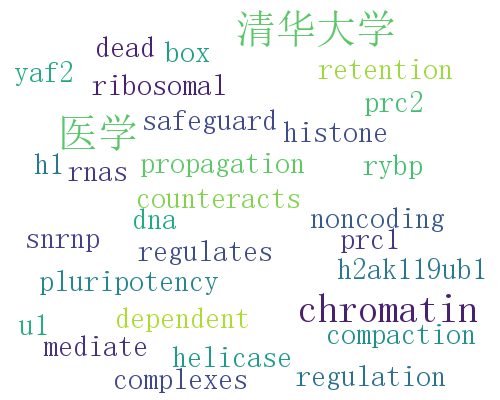 清华大学
dead box
yaf2
retention
ribosomal
prc2
医学 safeguard histone
h1 rnas propagation rybp
counteracts
dna noncoding
snrnp regulates prc1
h2ak119ub1
pluripotency
chromatin
u1 dependent compaction
mediate helicase
complexes regulation